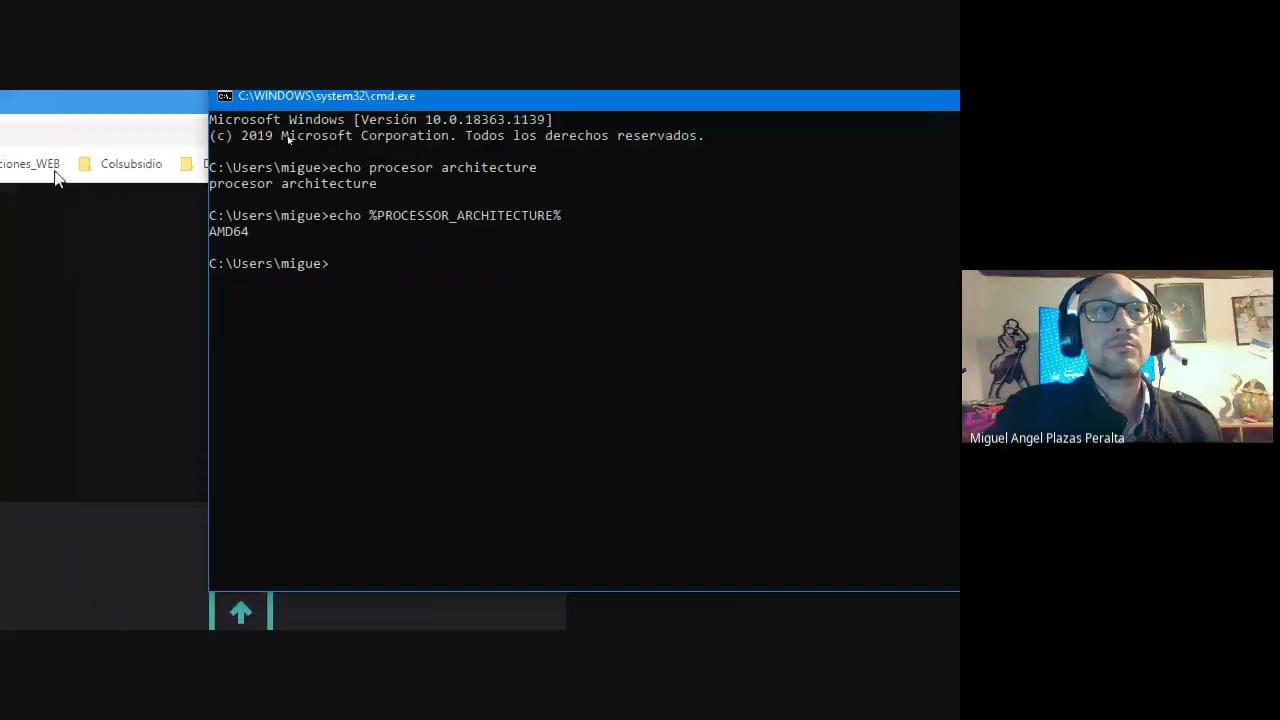 C:\WINDOWS\system32\cmd.exe
Microsoft Windows [Versión 10.0.18363.1139]
(c) 2019 Microsoft Corporation. Todos los derechos reservados.
C:\Users\migue>echo procesor architecture
procesor architecture
C:\Users\migue>echo %PROCESSOR_ARCHITECTURE%
AMD64
C:\Users\migue>
ciones_WEB
Colsubsidio
D
Miguel Angel Plazas Peralta